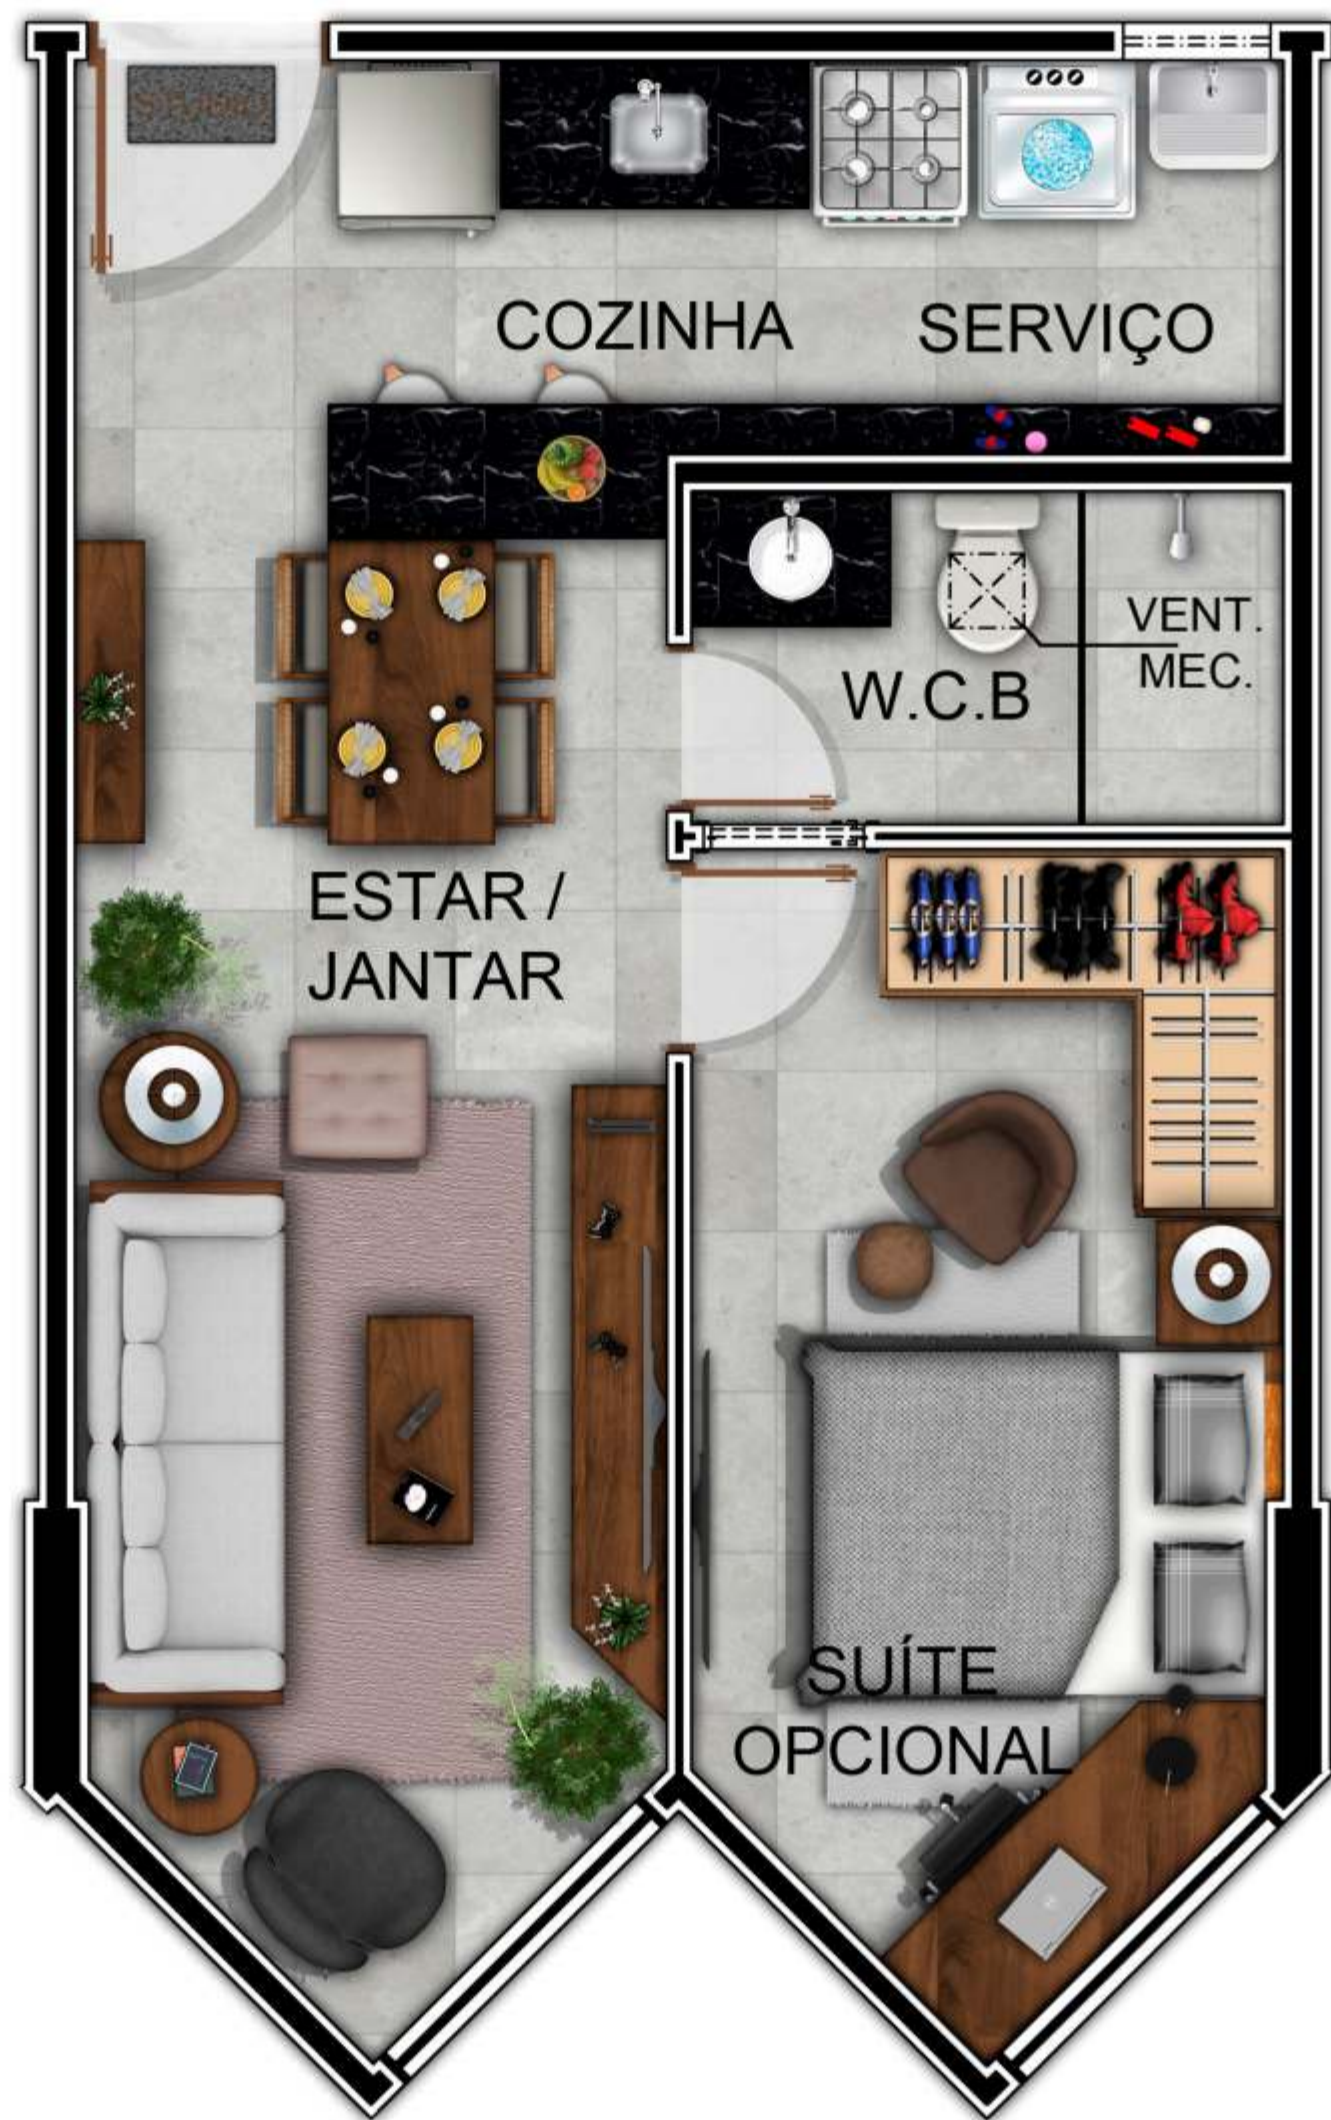 COZINHA
SERVIÇO
VENT.
MEC.
W.C.B
ESTAR /
JANTAR
SUÍTE
OPCIONAL